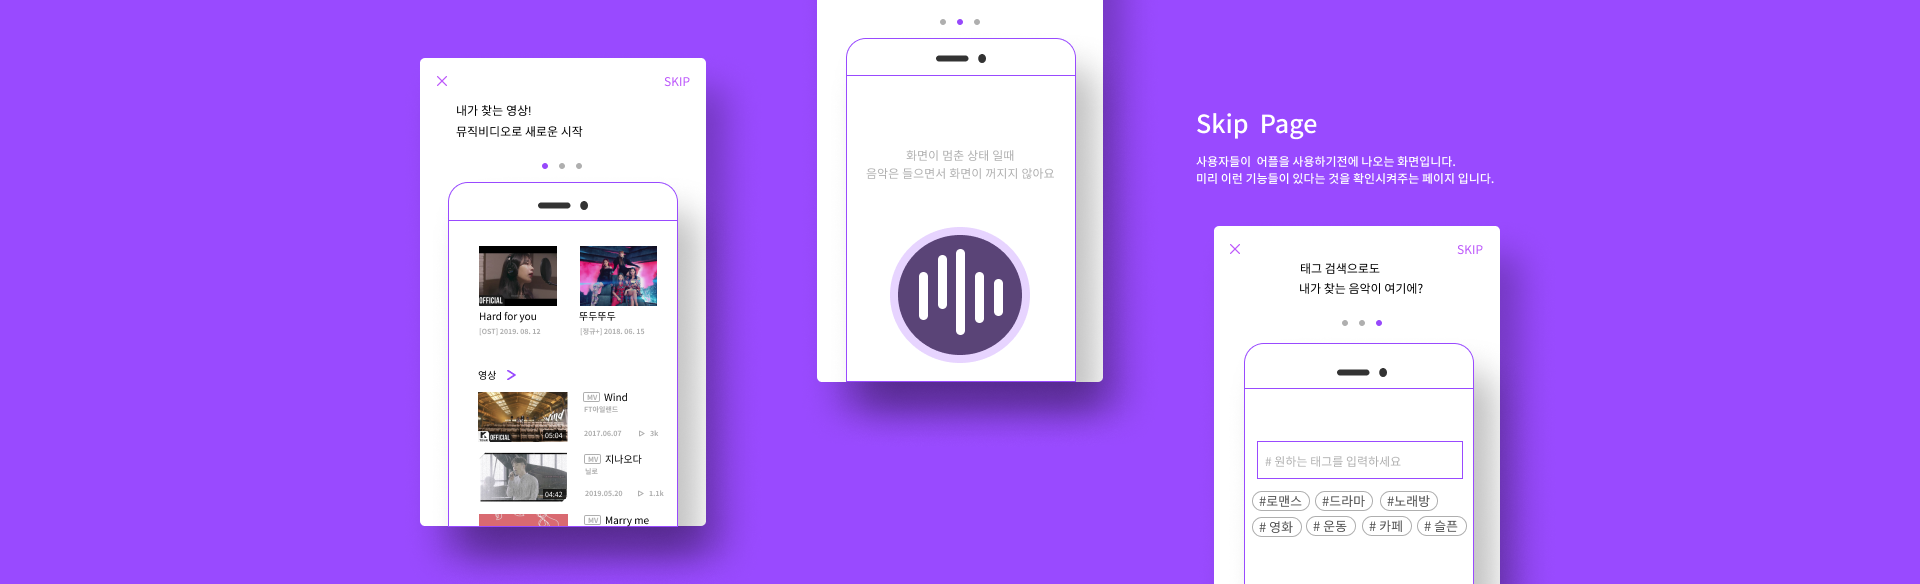 SKIP
내가 찾는 영상!
뮤직비디오로 새로운 시작
OFFICIAL
Hard for you
[OST] 2019. 08. 12
뚜두뚜두
[정규+] 2018. 06. 15
영상
OFFICIAL
05:04
MV Wind
FT아일랜드
2017.06.07 3k
04:42
MV 지나오다
닐로
2019.05.20 1.1k
MV Marry me
화면이 멈춘 상태 일때
음악은 들으면서 화면이 꺼지지 않아요
Skip Page
사용자들이 어플을 사용하기전에 나오는 화면입니다.
미리 이런 기능들이 있다는 것을 확인시켜주는 페이지 입니다.
SKIP
태그 검색으로도
내가 찾는 음악이 여기에?
# 원하는 태그를 입력하세요
#로맨스 #드라마 #노래방
# 영화 # 운동 # 카페 # 슬픈